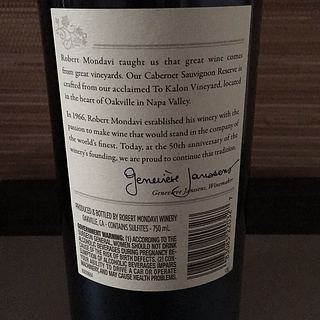 Robert Mondavi taught us that great wine comes
from great vineyards. Our Cabernet Sauvignon Reserve is
crafted from our acclaimed To Kalon Vineyard, located
in the heart of Oakville in Napa Valley.
In 1966, Robert Mondavi established his winery with the
passion to make wine that would stand in the company of
the world's finest. Today, at the 50th anniversary of the
winery's founding, we are proud to continue that tradition.
Genevieve Janssens
Genevieve Janssens, Winemaker
PRODUCED & BOTTLED BY ROBERT MONDAVI WINERY
OAKVILLE, CA - CONTAINS SULFITES - 750 mL
GOVERNMENT WARNING: (1) ACCORDING TO THE
SURGEON GENERAL, WOMEN SHOULD NOT DRINK
ALCOHOLIC BEVERAGES DURING PREGNANCY BE-
CAUSE OF THE RISK OF BIRTH DEFECTS. (2) CON-
SUMPTION OF ALCOHOLIC BEVERAGES IMPAIRS
YOUR ABILITY TO DRIVE A CAR OR OPERATE
MACHINERY, AND MAY CAUSE HEALTH PROBLEMS.